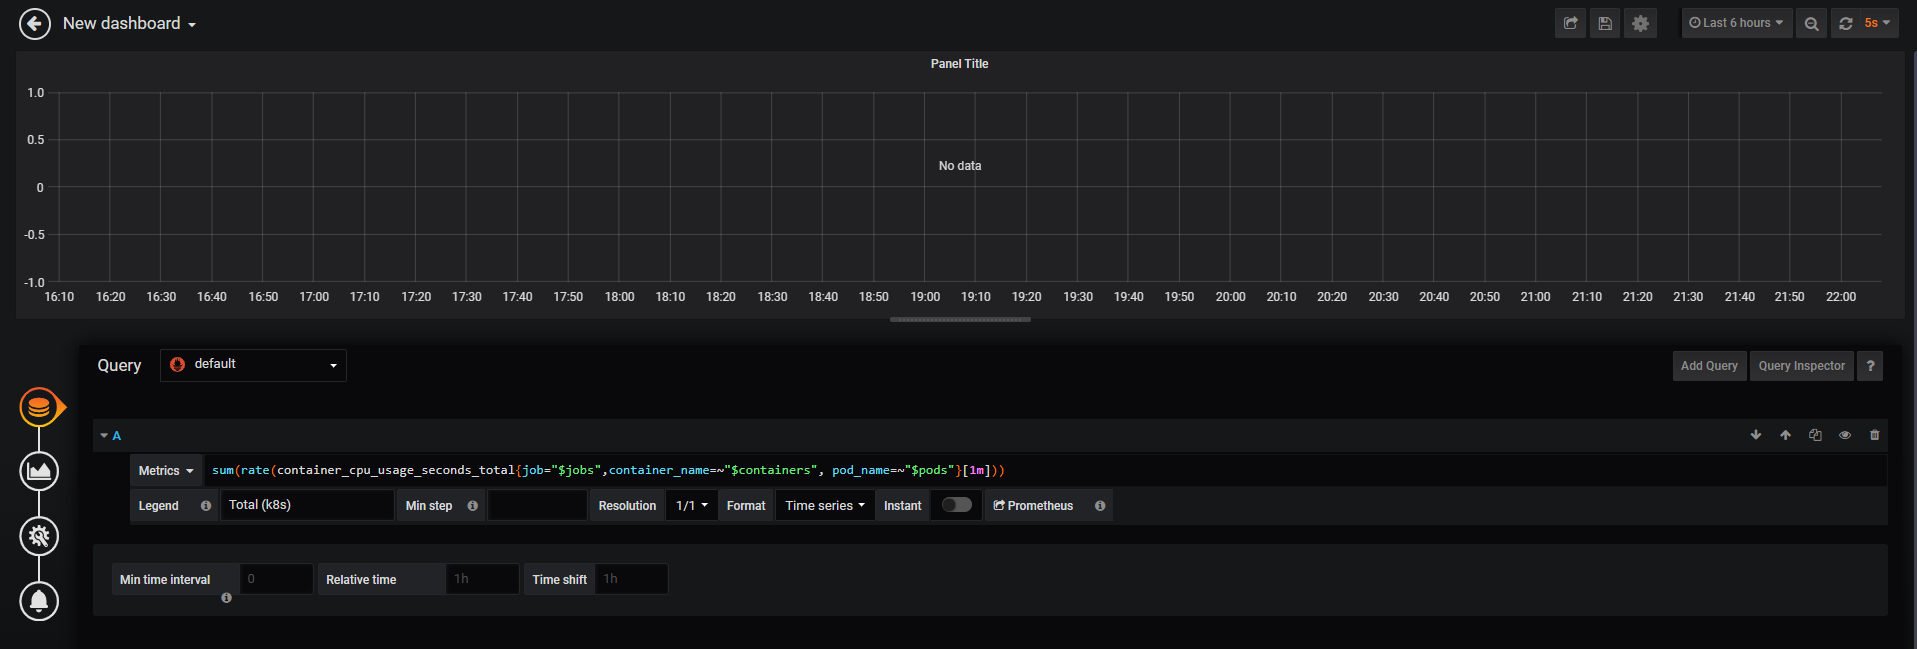 New dashboard
Last 6 hours
5s
Panel Title
1.0
0.5
No data
0
-0.5
-1.0
16:10 16:20 16:30 16:40 16:50 17:00 17:10 17:20 17:30 17:40 17:50 18:00 18:10 18:20 18:30 18:40 18:50 19:00 19:10 19:20 19:30 19:40 19:50 20:00 20:10 20:20 20:30 20:40 20:50 21:00 21:10 21:20 21:30 21:40 21:50 22:00
Query default Add Query Query Inspector ?
A
Metrics sum(rate(container_cpu_usage_seconds_total{job="$jobs",container_name=~"$containers", pod_name=~"$pods"}[1m]))
Legend Total (k8s) Min step Resolution 1/1 Format Time series Instant Prometheus
Min time interval 0 Relative time 1h Time shift 1h